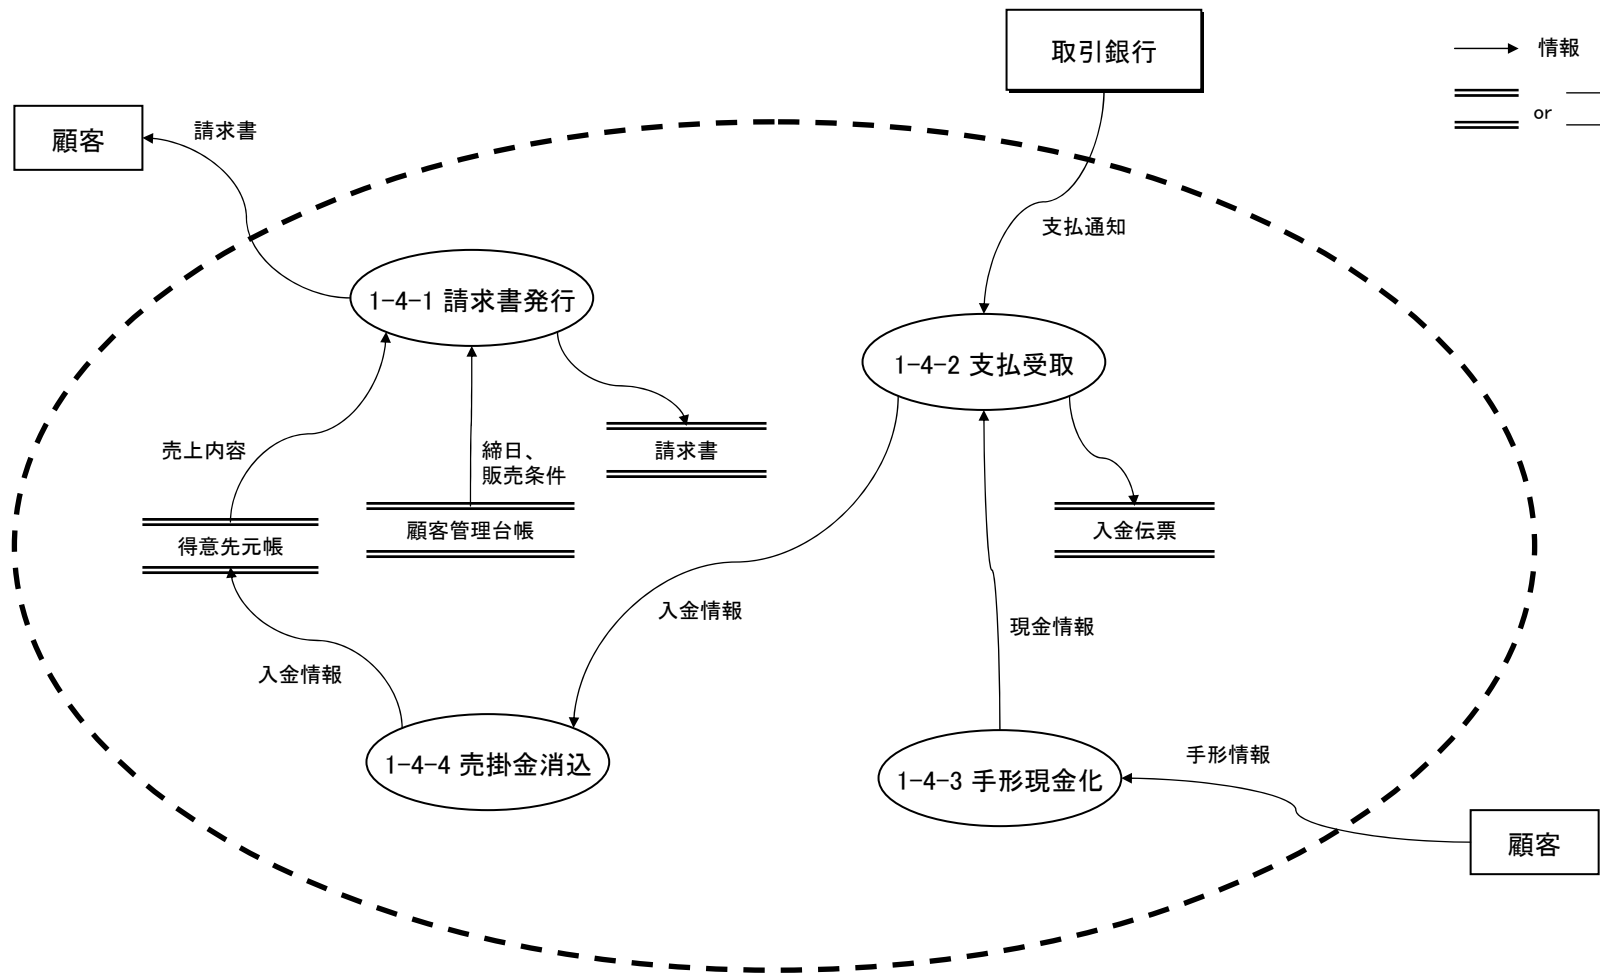 取引銀行
情報
or
顧客
請求書
支払通知
1-4-1 請求書発行
1-4-2 支払受取
売上内容
締日、
販売条件
請求書
得意先元帳
顧客管理台帳
入金伝票
入金情報
現金情報
入金情報
1-4-4 売掛金消込
1-4-3 手形現金化
手形情報
顧客